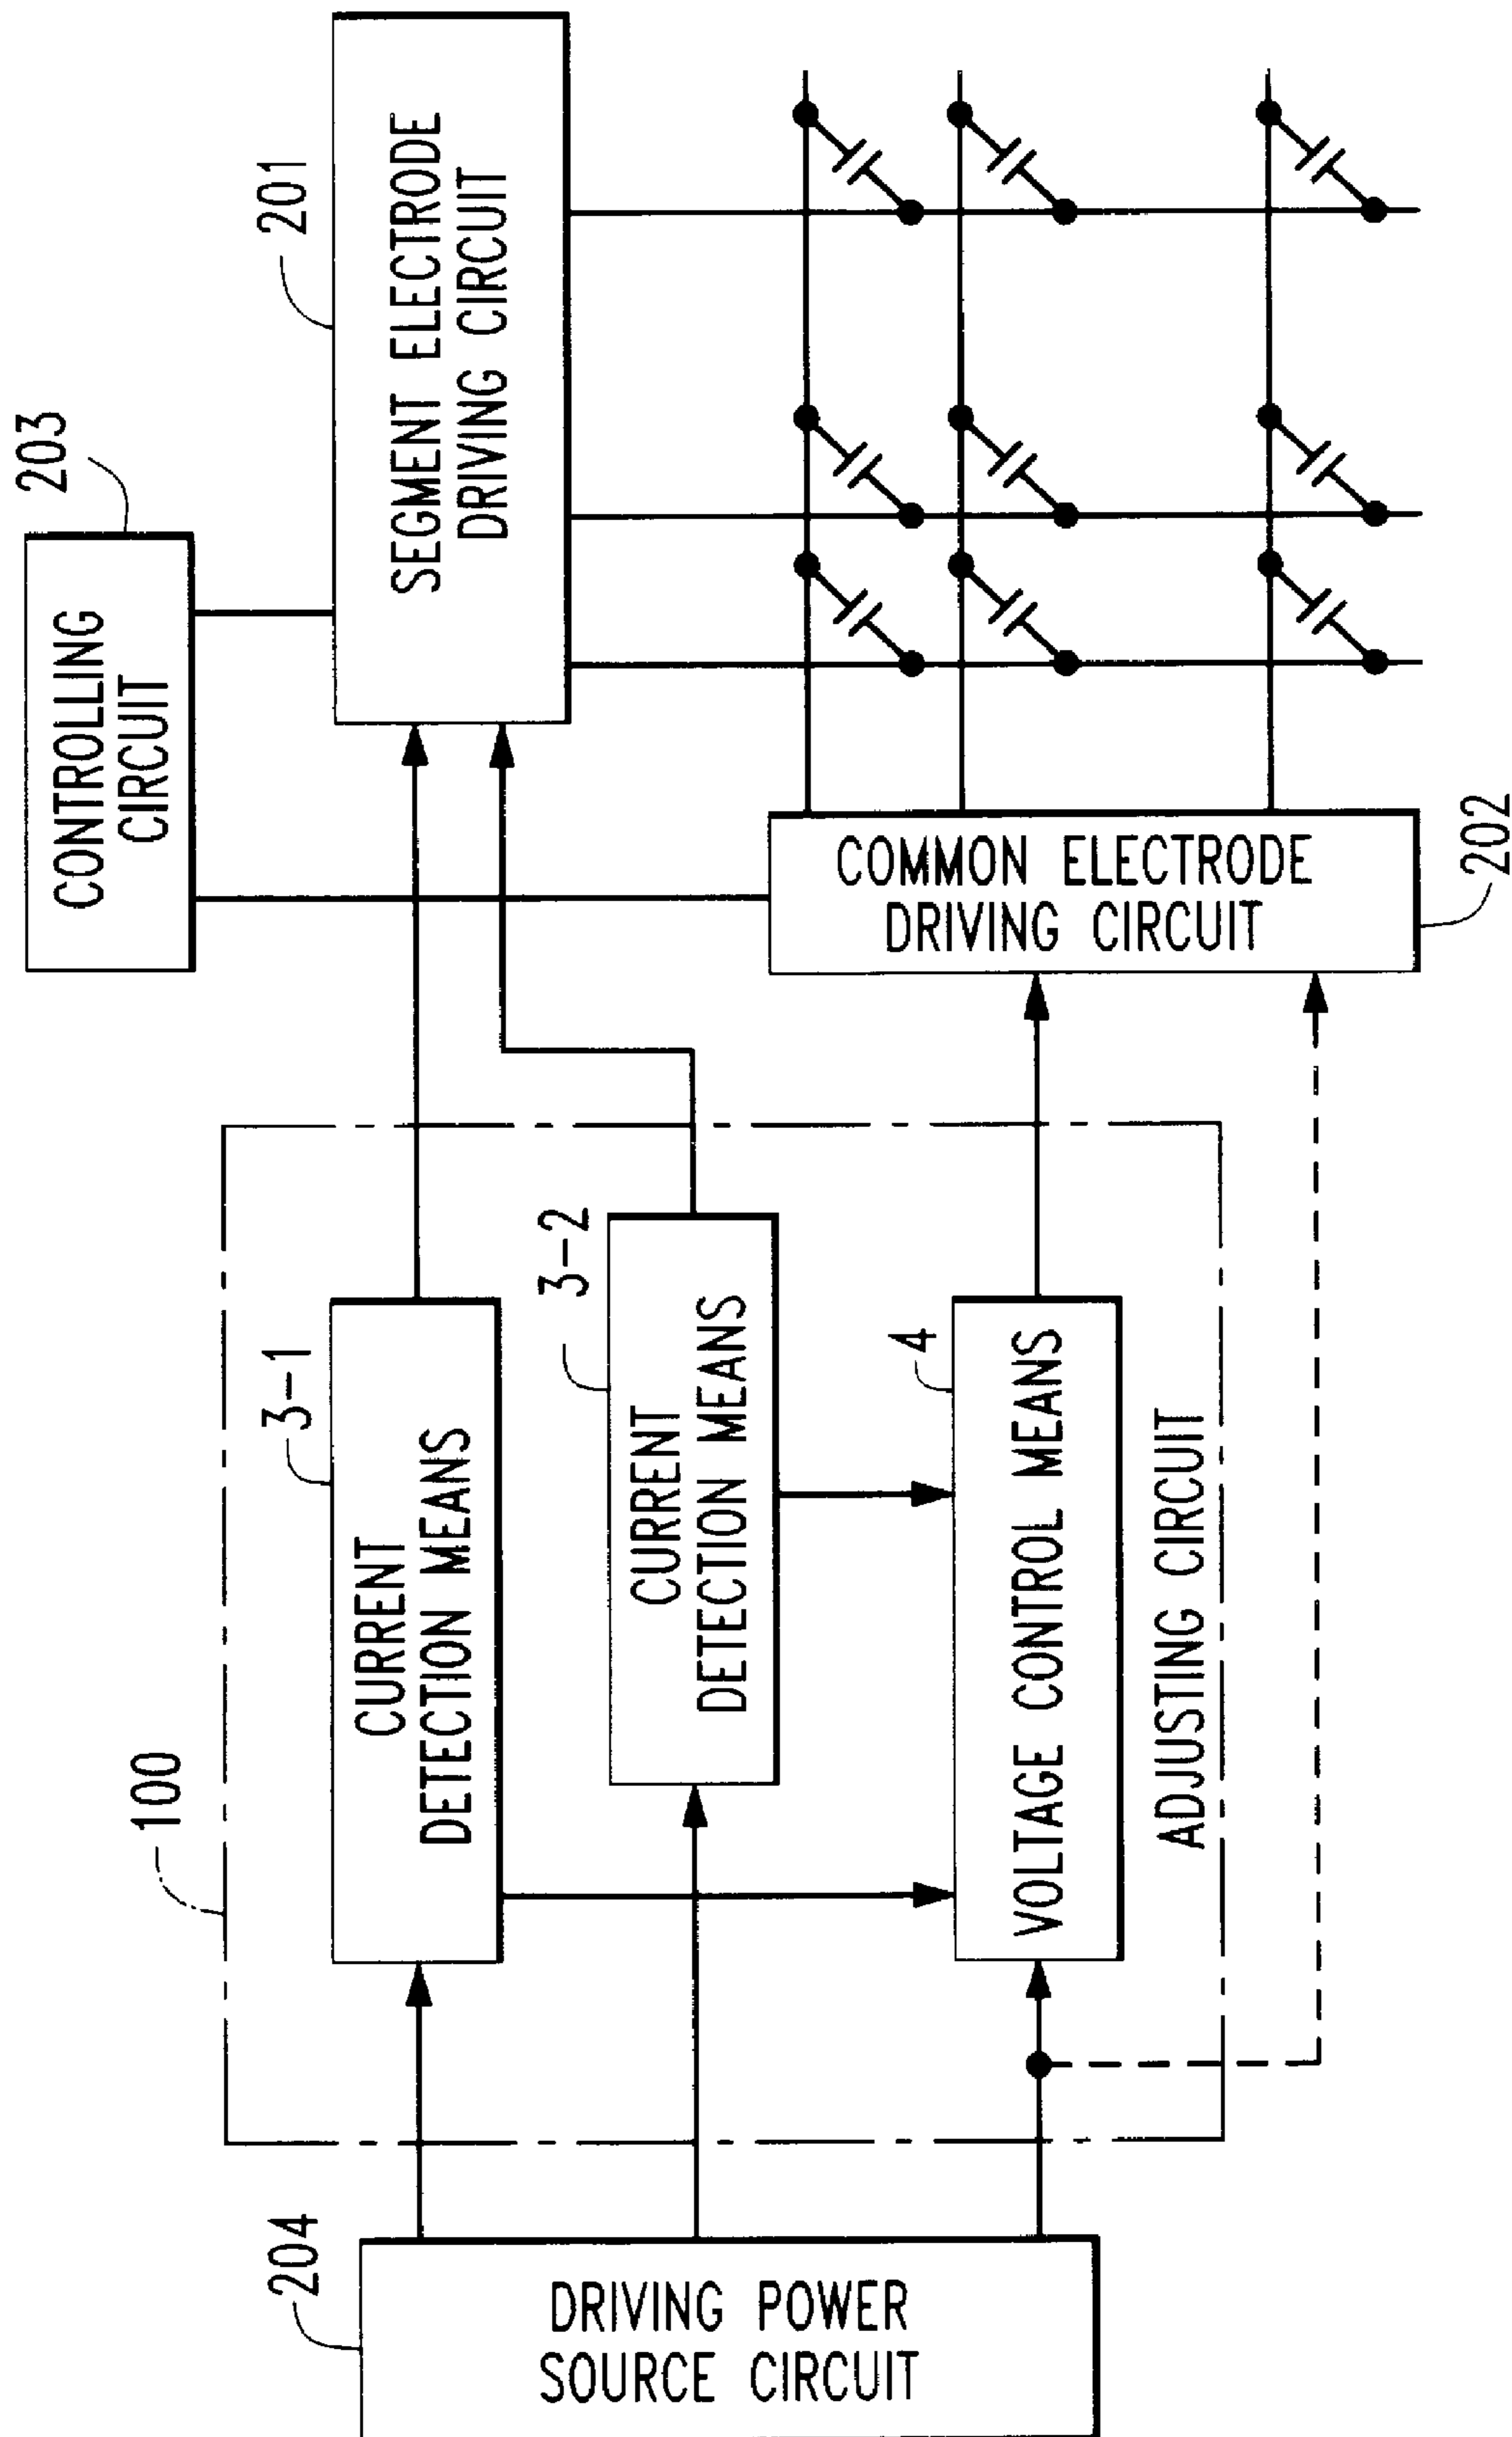 203
CONTROLLING
CIRCUIT
201
SEGMENT ELECTRODE
DRIVING CIRCUIT
COMMON ELECTRODE
DRIVING CIRCUIT
202
100
3-1
CURRENT
DETECTION MEANS
3-2
CURRENT
DETECTION MEANS
4
VOLTAGE CONTROL MEANS
ADJUSTING CIRCUIT
204
DRIVING POWER
SOURCE CIRCUIT